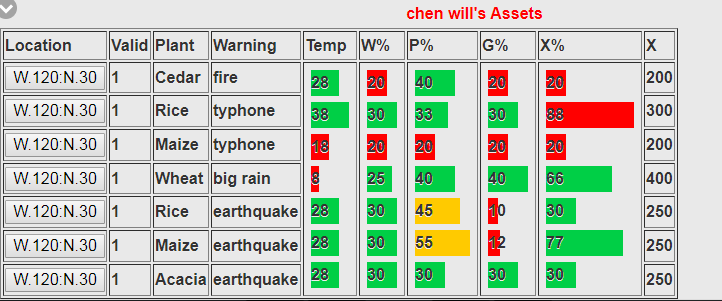 chen will's Assets
Location Valid Plant Warning Temp W% P% G% X% X
W.120:N.30 1 Cedar fire 28 20 40 20 20 200
W.120:N.30 1 Rice typhone 38 30 33 30 88 300
W.120:N.30 1 Maize typhone 18 20 20 20 20 200
W.120:N.30 1 Wheat big rain 8 25 40 40 66 400
W.120:N.30 1 Rice earthquake 28 30 45 10 30 250
W.120:N.30 1 Maize earthquake 28 30 55 12 77 250
W.120:N.30 1 Acacia earthquake 28 30 30 30 30 250